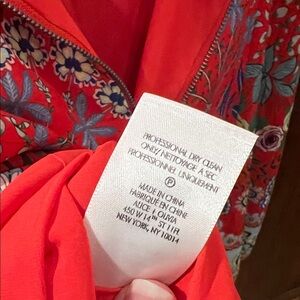 PROFESSIONAL DRY CLEAN
ONLY/ NETTOYAGE À SEC
PROFESSIONNEL UNIQUEMENT
P
MADE IN CHINA
FABRIQUÉ EN CHINE
ALICE + OLIVIA
450 W 14TH ST 11FL
NEW YORK, NY 10014